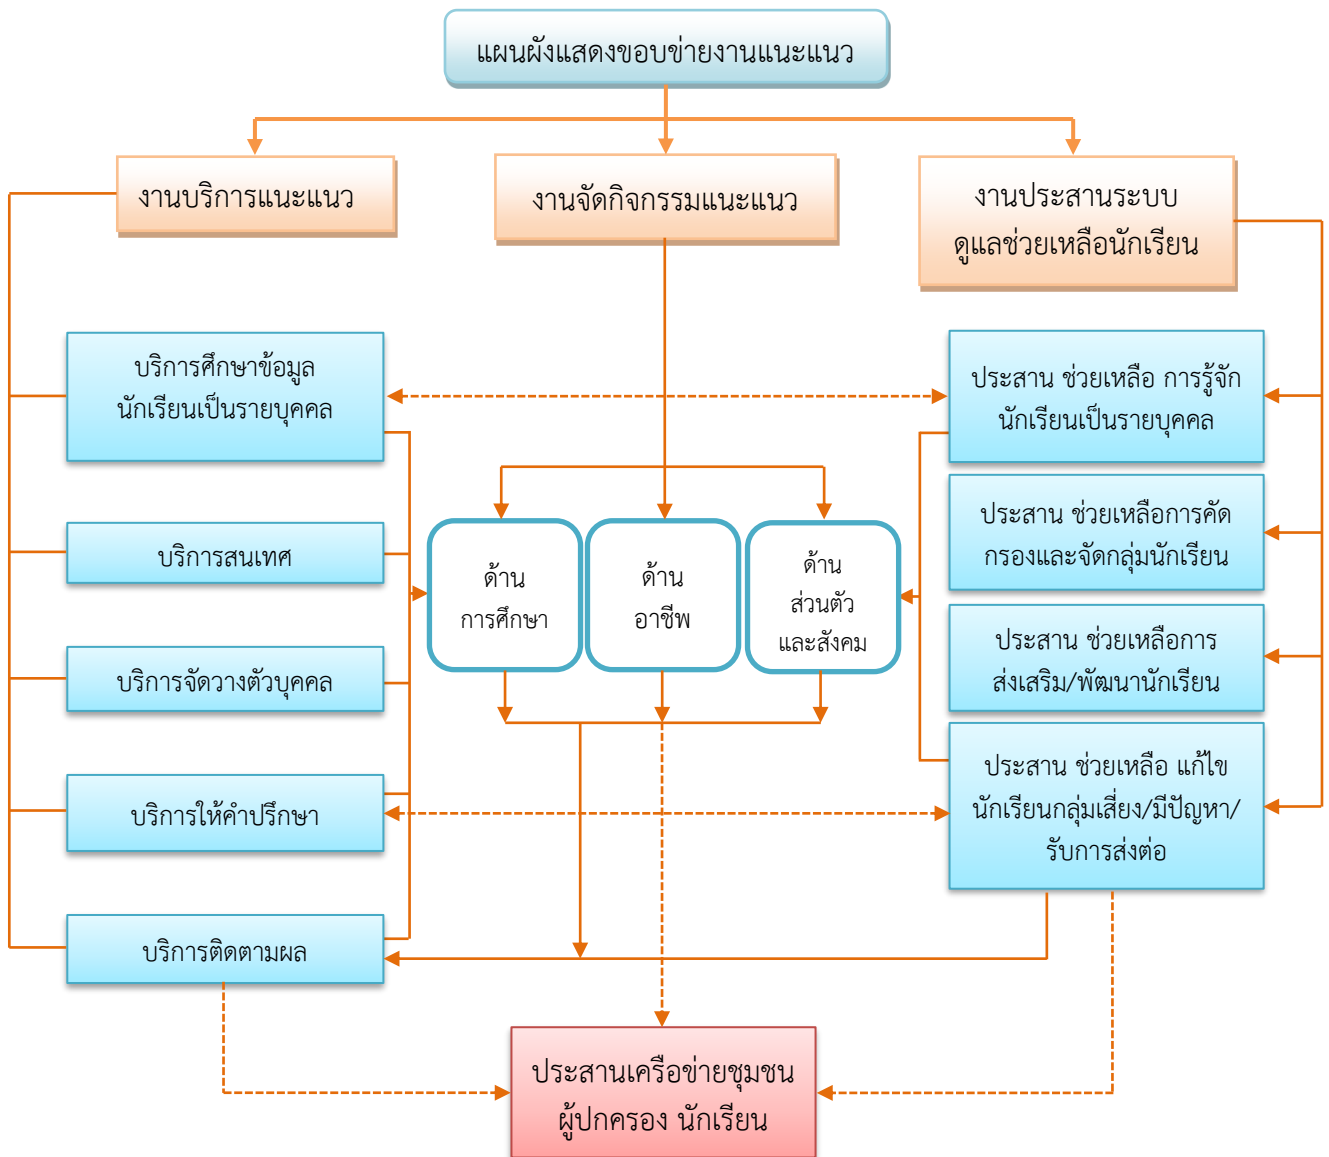 แผนผังแสดงขอบข่ายงานแนะแนว
งานบริการแนะแนว
งานจัดกิจกรรมแนะแนว
งานประสานระบบ
ดูแลช่วยเหลือนักเรียน
บริการศึกษาข้อมูล
นักเรียนเป็นรายบุคคล
บริการสนเทศ
บริการจัดวางตัวบุคคล
บริการให้คำปรึกษา
บริการติดตามผล
ด้าน
การศึกษา
ด้าน
อาชีพ
ด้าน
ส่วนตัว
และสังคม
ประสาน ช่วยเหลือ การรู้จัก
นักเรียนเป็นรายบุคคล
ประสาน ช่วยเหลือการคัด
กรองและจัดกลุ่มนักเรียน
ประสาน ช่วยเหลือการ
ส่งเสริม/พัฒนานักเรียน
ประสาน ช่วยเหลือ แก้ไข
นักเรียนกลุ่มเสี่ยง/มีปัญหา/
รับการส่งต่อ
ประสานเครือข่ายชุมชน
ผู้ปกครอง นักเรียน